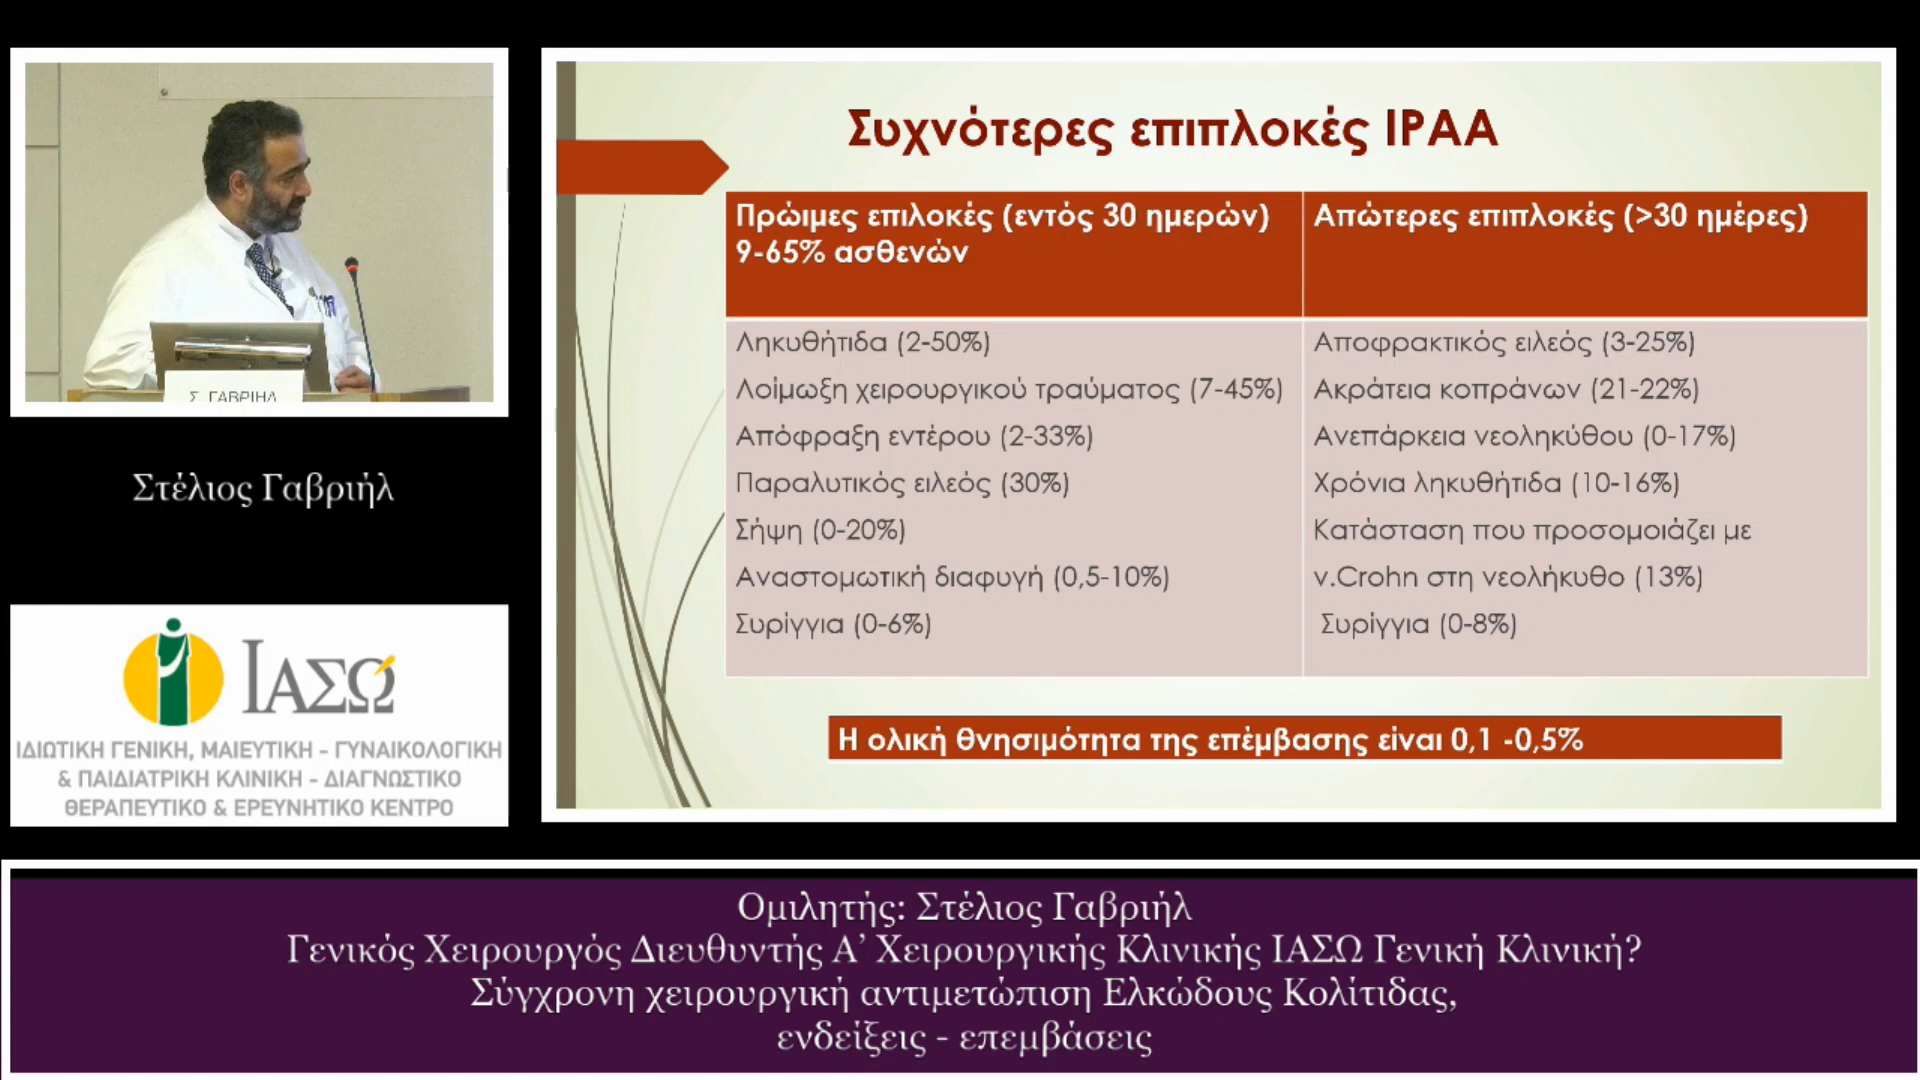 Σ. ΓΑΒΡΙΗΛ
Στέλιος Γαβριήλ
ΙΑΣΩ
ΙΔΙΩΤΙΚΗ ΓΕΝΙΚΗ, ΜΑΙΕΥΤΙΚΗ - ΓΥΝΑΙΚΟΛΟΓΙΚΗ
& ΠΑΙΔΙΑΤΡΙΚΗ ΚΛΙΝΙΚΗ - ΔΙΑΓΝΩΣΤΙΚΟ
ΘΕΡΑΠΕΥΤΙΚΟ & ΕΡΕΥΝΗΤΙΚΟ ΚΕΝΤΡΟ
Συχνότερες επιπλοκές IPAA
Πρώιμες επιλοκές (εντός 30 ημερών)
9-65% ασθενών
Ληκυθήτιδα (2-50%)
Λοίμωξη χειρουργικού τραύματος (7-45%)
Απόφραξη εντέρου (2-33%)
Παραλυτικός ειλεός (30%)
Σήψη (0-20%)
Αναστομωτική διαφυγή (0,5-10%)
Συρίγγια (0-6%)
Απώτερες επιπλοκές (>30 ημέρες)
Αποφρακτικός ειλεός (3-25%)
Ακράτεια κοπράνων (21-22%)
Ανεπάρκεια νεοληκύθου (0-17%)
Χρόνια ληκυθήτιδα (10-16%)
Κατάσταση που προσομοιάζει με
ν.Crohn στη νεολήκυθο (13%)
Συρίγγια (0-8%)
Η ολική θνησιμότητα της επέμβασης είναι 0,1 -0,5%
Ομιλητής: Στέλιος Γαβριήλ
Γενικός Χειρουργός Διευθυντής Α’ Χειρουργικής Κλινικής ΙΑΣΩ Γενική Κλινική?
Σύγχρονη χειρουργική αντιμετώπιση Ελκώδους Κολίτιδας,
ενδείξεις - επεμβάσεις